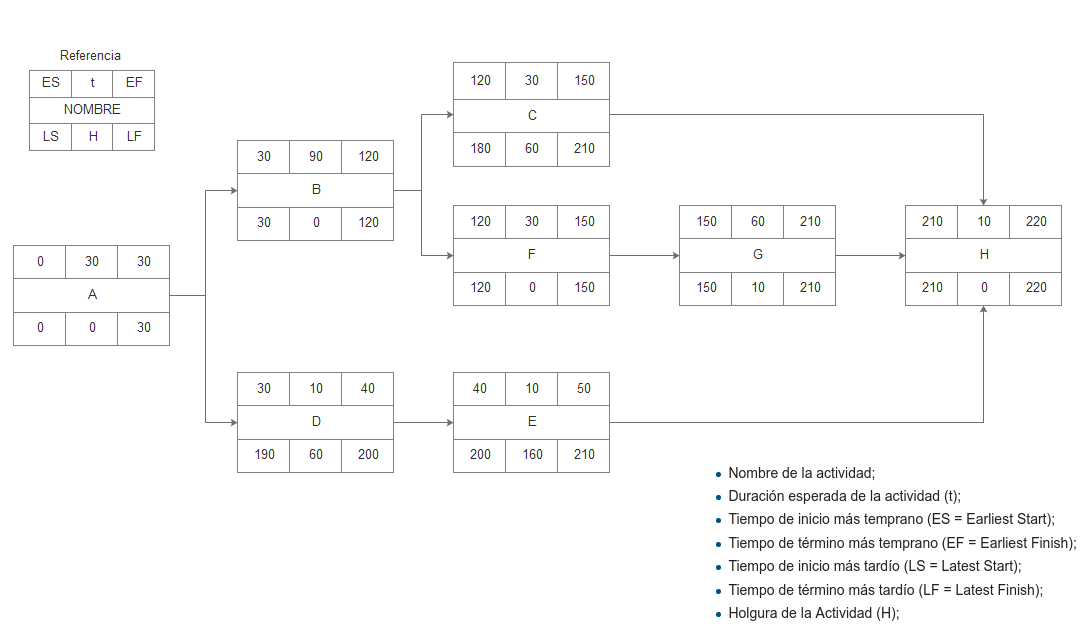 Referencia
ES t EF
NOMBRE
LS H LF
120 30 150
C
180 60 210
30 90 120
B
30 0 120
120 30 150
F
120 0 150
150 60 210
G
150 10 210
210 10 220
H
210 0 220
0 30 30
A
0 0 30
30 10 40
D
190 60 200
40 10 50
E
200 160 210
Nombre de la actividad;
Duración esperada de la actividad (t);
Tiempo de inicio más temprano (ES = Earliest Start);
Tiempo de término más temprano (EF = Earliest Finish);
Tiempo de inicio más tardío (LS = Latest Start);
Tiempo de término más tardío (LF = Latest Finish);
Holgura de la Actividad (H);